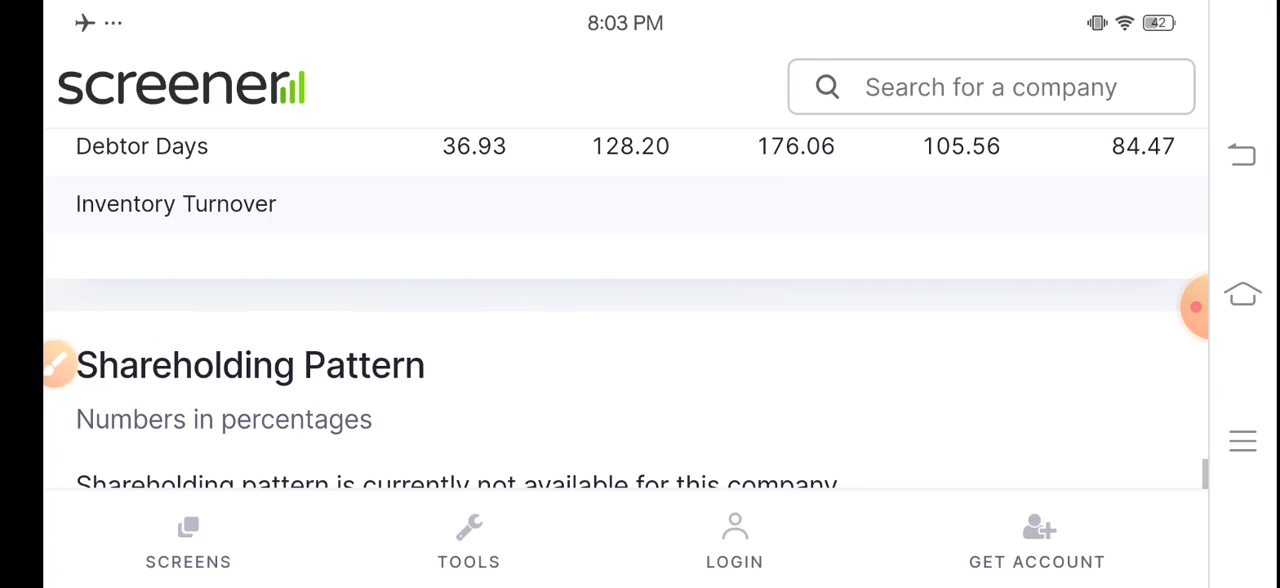 8:03 PM
42
screener
Search for a company
Debtor Days 36.93 128.20 176.06 105.56 84.47
Inventory Turnover
Shareholding Pattern
Numbers in percentages
Shareholding pattern is currently not available for this company
SCREENS TOOLS LOGIN GET ACCOUNT